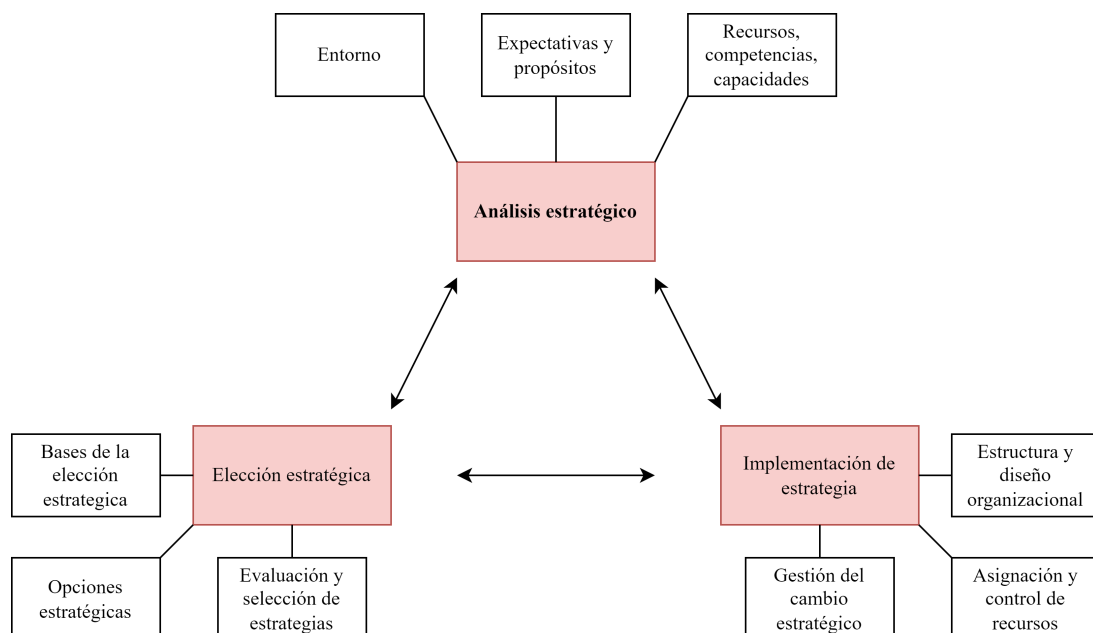 Entorno
Expectativas y
propósitos
Recursos,
competencias,
capacidades
Análisis estratégico
Bases de la
elección
estrategica
Elección estratégica
Implementación de
estrategia
Estructura y
diseño
organizacional
Opciones
estratégicas
Evaluación y
selección de
estrategias
Gestión del
cambio
estratégico
Asignación y
control de
recursos